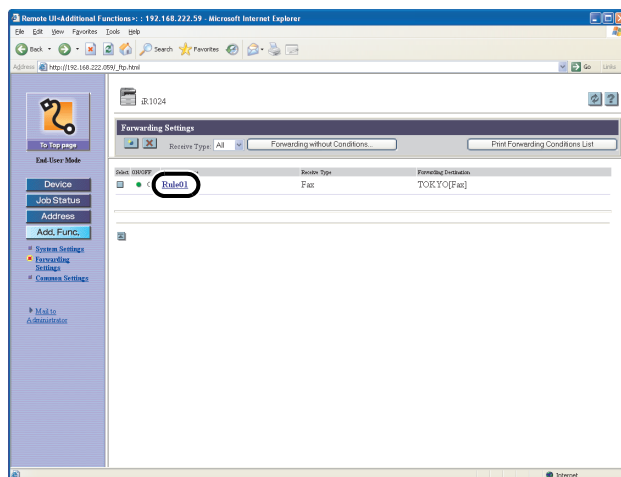 Remote UI<Additional Functions>: : 192.168.222.59 - Microsoft Internet Explorer
File Edit View Favorites Tools Help
Back Search Favorites
Address http://192.168.222.059/_ftp.html Go Links
iR1024
To Top page
End-User Mode
Device
Job Status
Address
Add. Func.
System Settings
Forwarding
Settings
Common Settings
Mail to
Administrator
Forwarding Settings
Receive Type: All Forwarding without Conditions... Print Forwarding Conditions List
Select ON/OFF Receive Type Forwarding Destination
Rule01 Fax TOKYO[Fax]
Internet